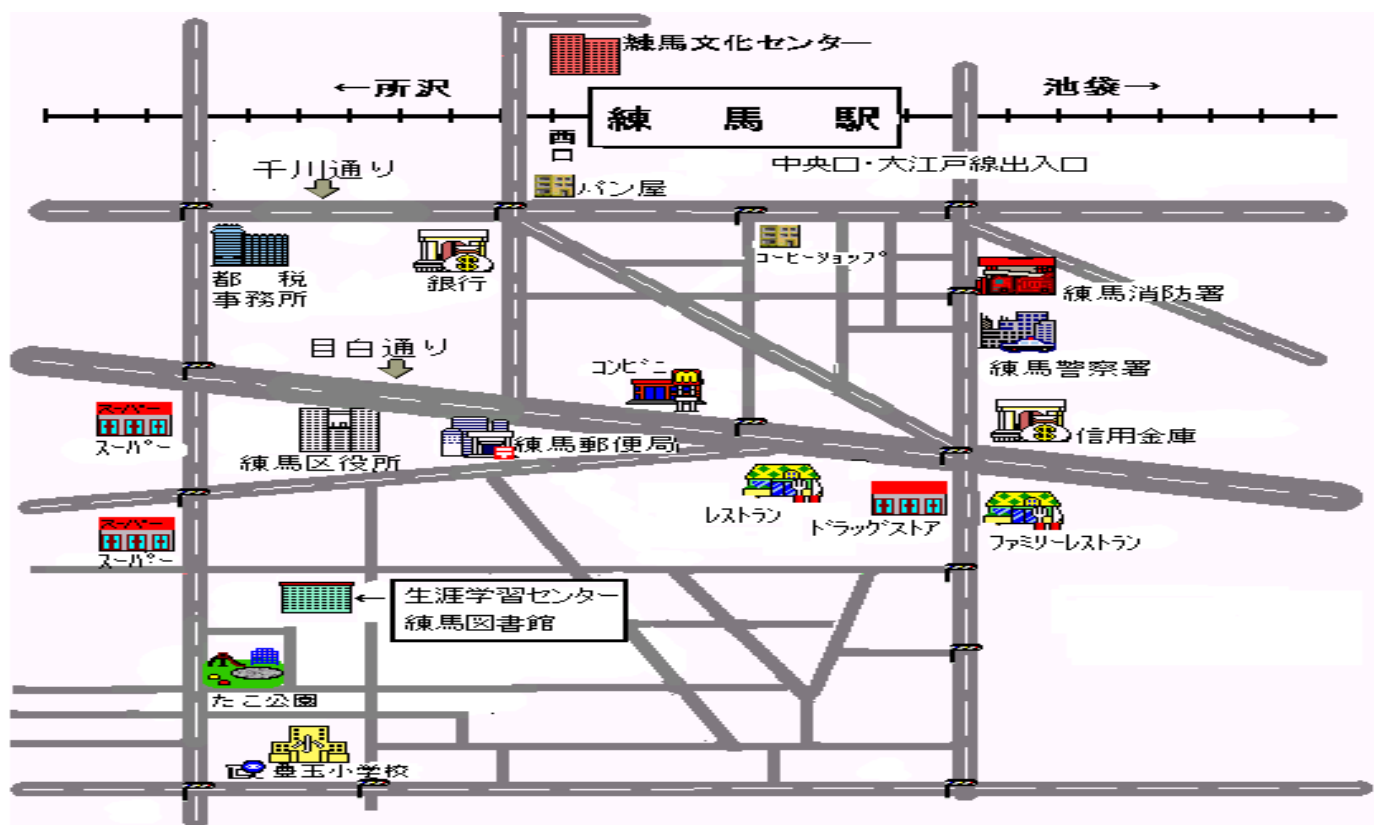 練馬文化センター
←所沢
池袋→
練馬駅
西口
中央口・大江戸線出入口
千川通り
パン屋
都税
事務所
銀行
コーヒーショップ
練馬消防署
目白通り
コンビニ
練馬警察署
スーパー
スーパー
練馬区役所
練馬郵便局
信用金庫
レストラン
ドラッグストア
ファミリーレストラン
スーパー
スーパー
生涯学習センター
練馬図書館
たこ公園
小
豊玉小学校